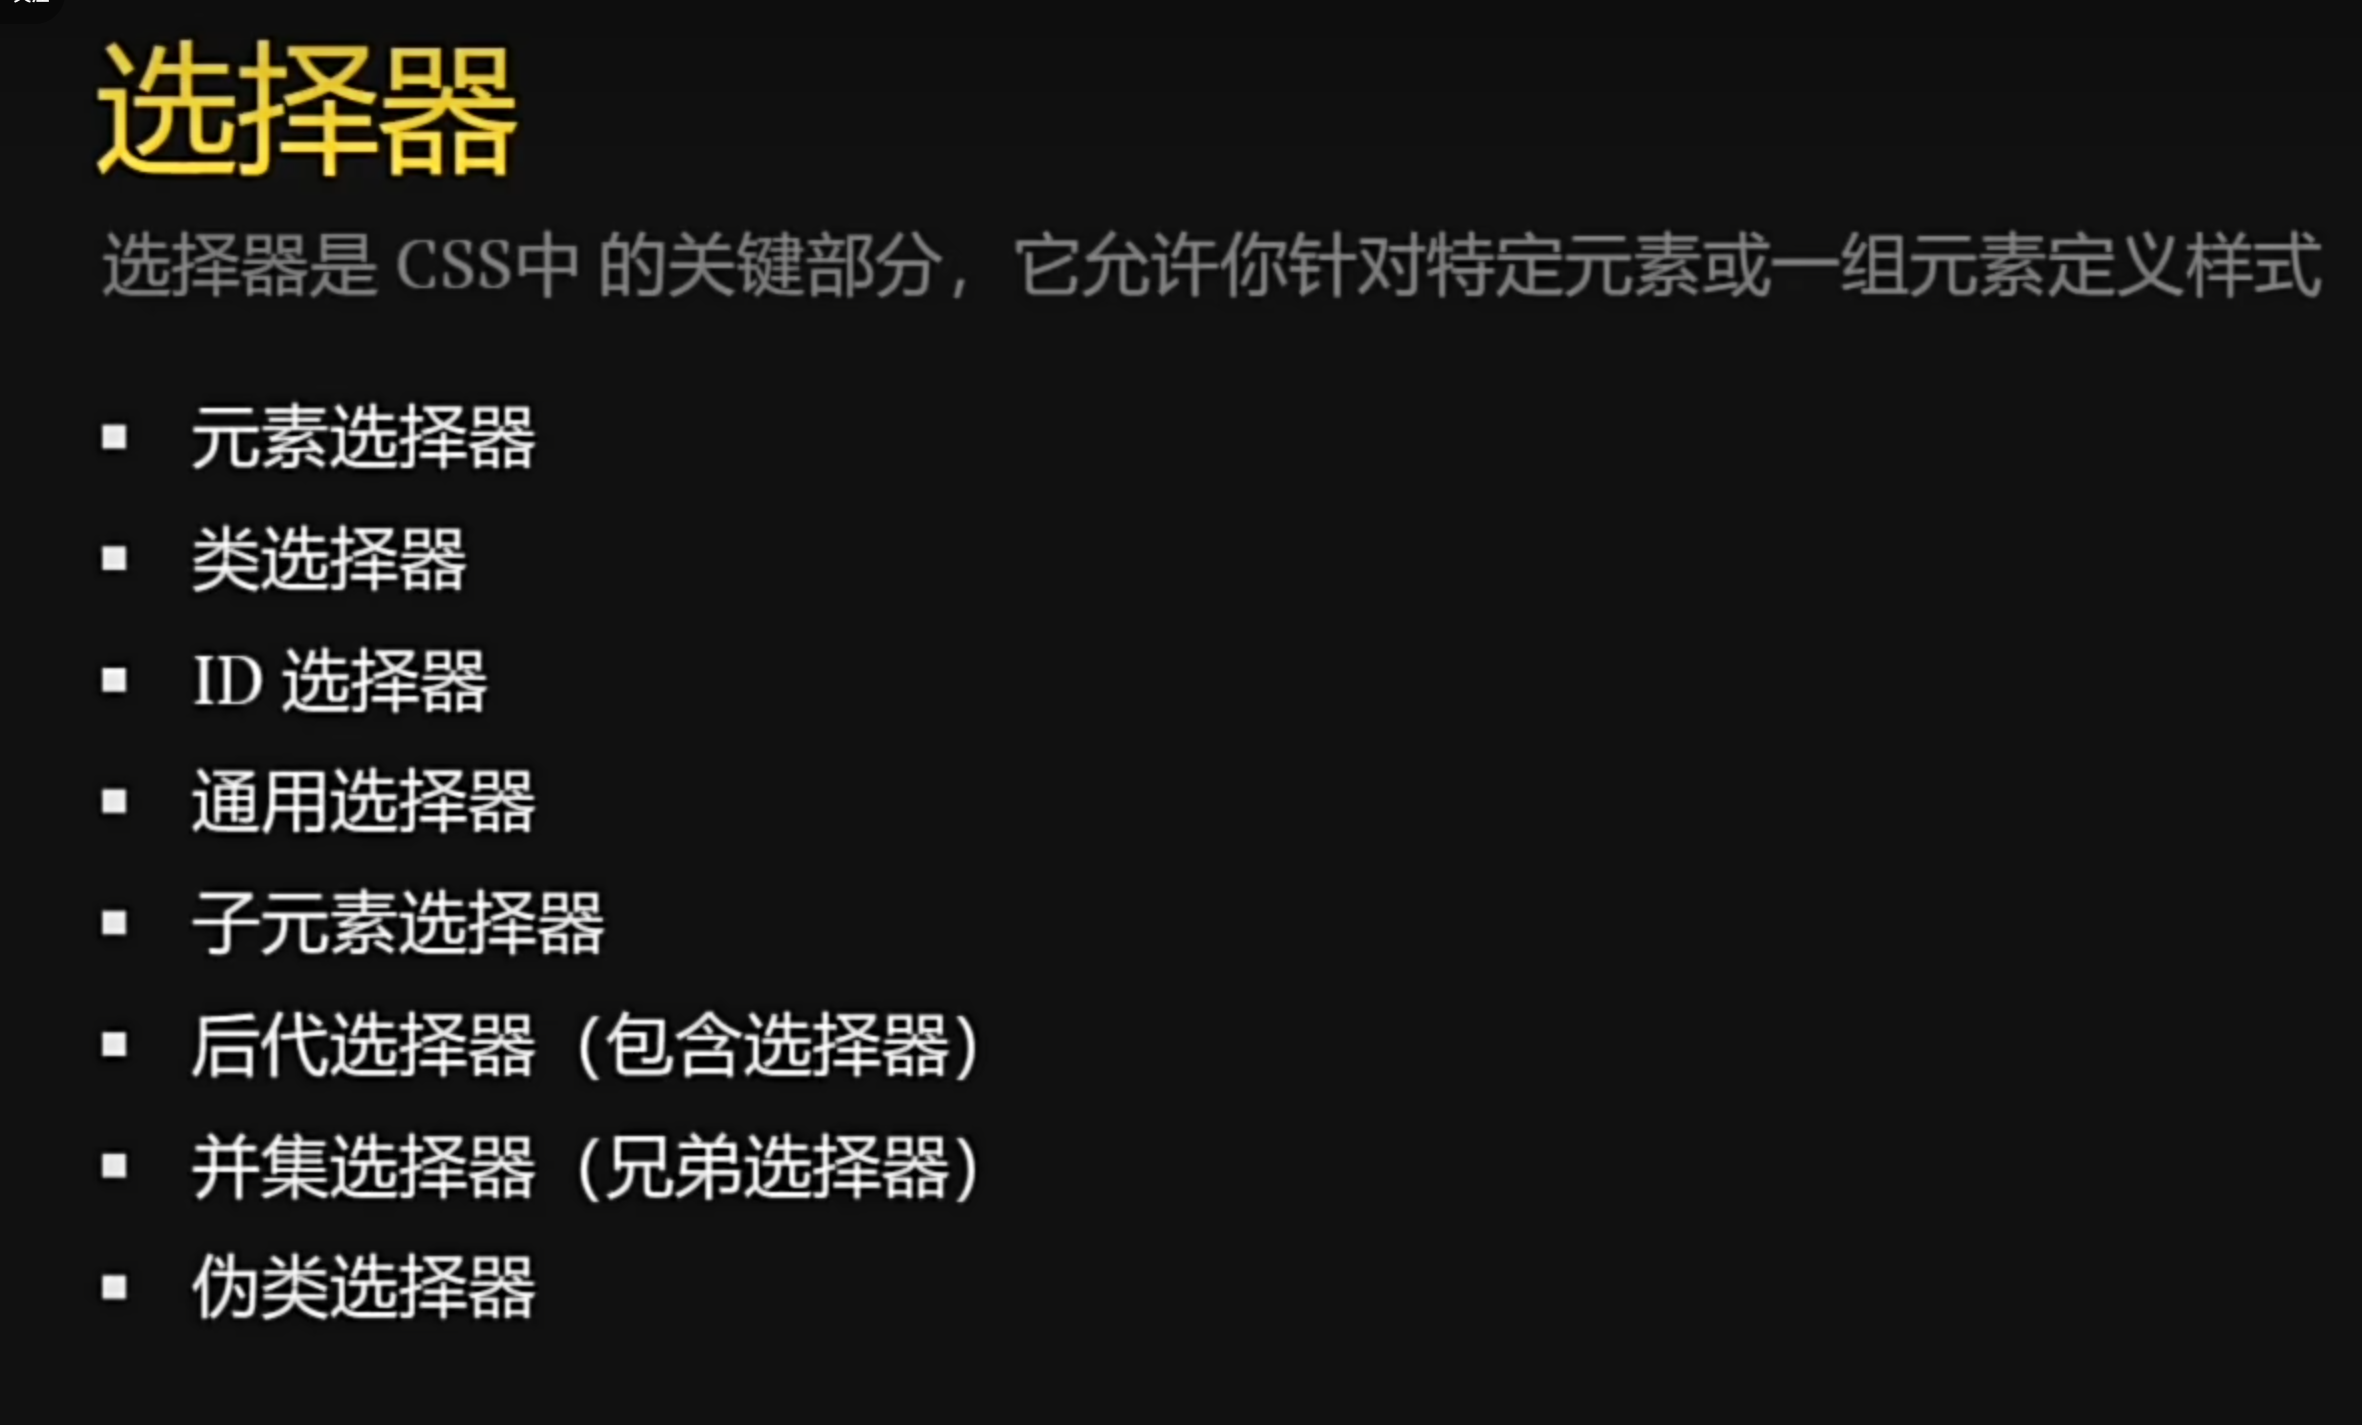 选择器
选择器是 CSS中 的关键部分，它允许你针对特定元素或一组元素定义样式
▪ 元素选择器
▪ 类选择器
▪ ID 选择器
▪ 通用选择器
▪ 子元素选择器
▪ 后代选择器（包含选择器）
▪ 并集选择器（兄弟选择器）
▪ 伪类选择器